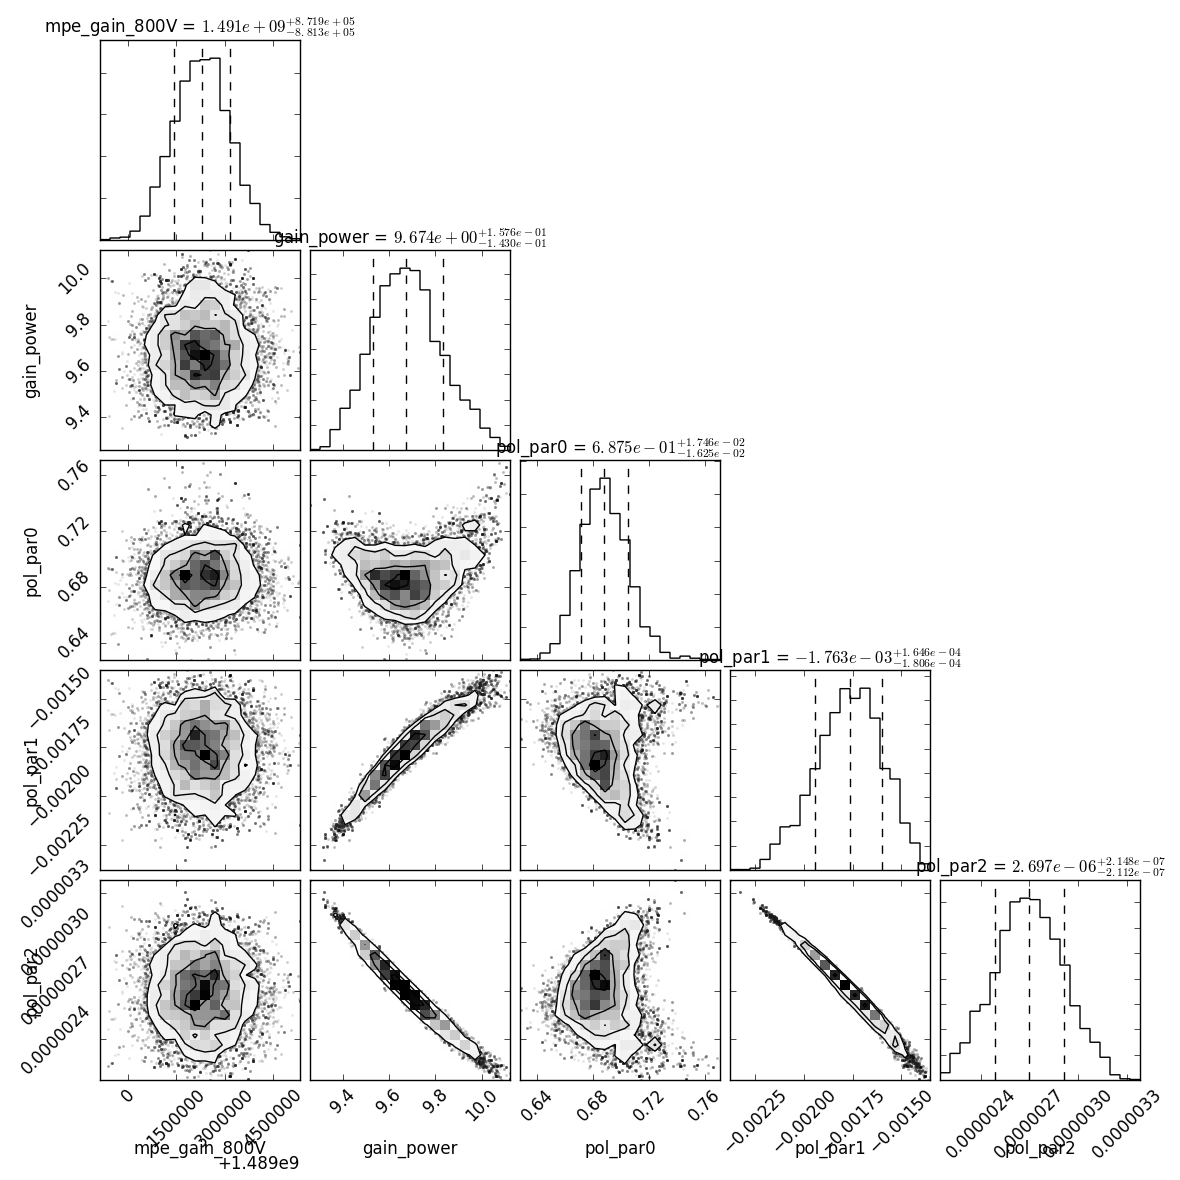 mpe_gain_800V = 1.491e + 09 +8.719e+05 −8.813e+05
gain_power = 9.674e + 00 +1.576e−01 −1.430e−01
10.0
9.8
9.6
9.4
gain_power
pol_par0 = 6.875e − 01 +1.746e−02 −1.625e−02
0.76
0.72
0.68
0.64
pol_par0
pol_par1 = −1.763e − 03 +1.646e−04 −1.806e−04
−0.00150
−0.00175
−0.00200
−0.00225
pol_par1
pol_par2 = 2.697e − 06 +2.148e−07 −2.112e−07
0.0000033
0.0000030
0.0000027
0.0000024
pol_par2
0 1500000 3000000 4500000
9.4 9.6 9.8 10.0
0.64 0.68 0.72 0.76
−0.00225 −0.00200 −0.00175 −0.00150
0.0000024 0.0000027 0.0000030 0.0000033
mpe_gain_800V gain_power pol_par0 pol_par1 pol_par2
+1.489e9